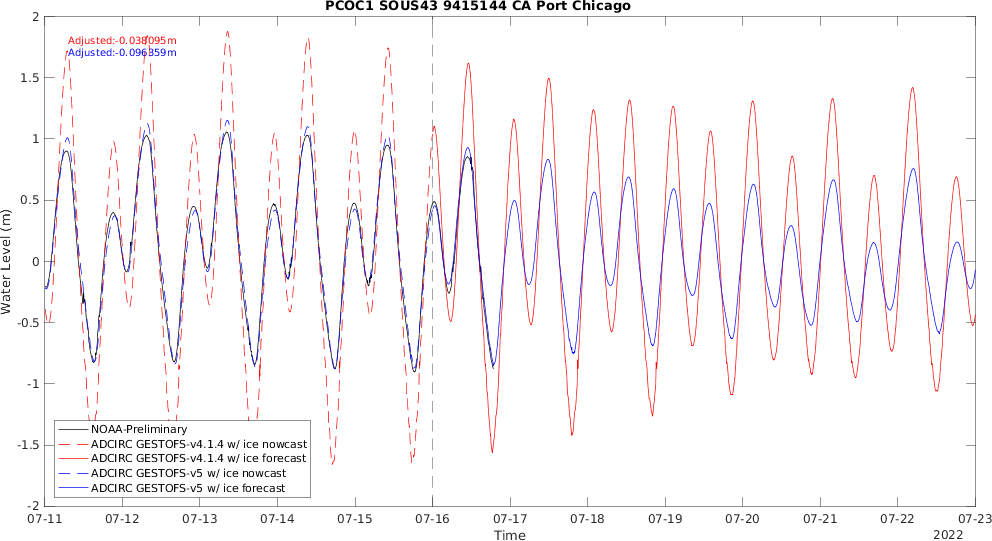 PCOC1 SOUS43 9415144 CA Port Chicago
Adjusted:-0.038095m
Adjusted:-0.096359m
Water Level (m)
2
1.5
1
0.5
0
-0.5
-1
-1.5
-2
NOAA-Preliminary
ADCIRC GESTOFS-v4.1.4 w/ ice nowcast
ADCIRC GESTOFS-v4.1.4 w/ ice forecast
ADCIRC GESTOFS-v5 w/ ice nowcast
ADCIRC GESTOFS-v5 w/ ice forecast
07-11 07-12 07-13 07-14 07-15 07-16 07-17 07-18 07-19 07-20 07-21 07-22 07-23
Time
2022